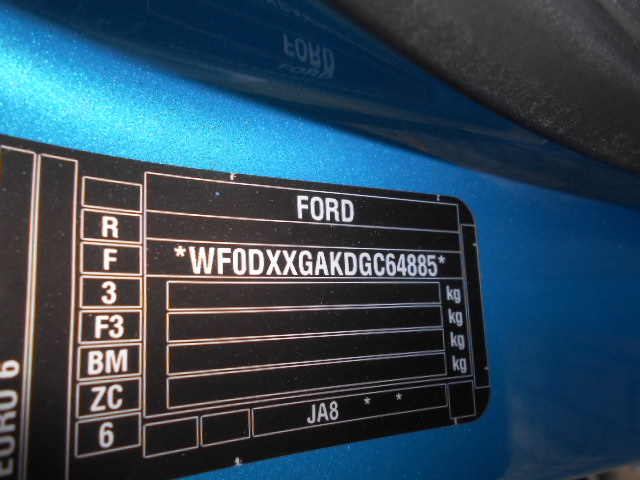 FORD
R
F
*WF0DXXGAKDGC64885*
3
kg
F3
kg
BM
kg
ZC
kg
6
JA8 * *
EURO 6
FORD